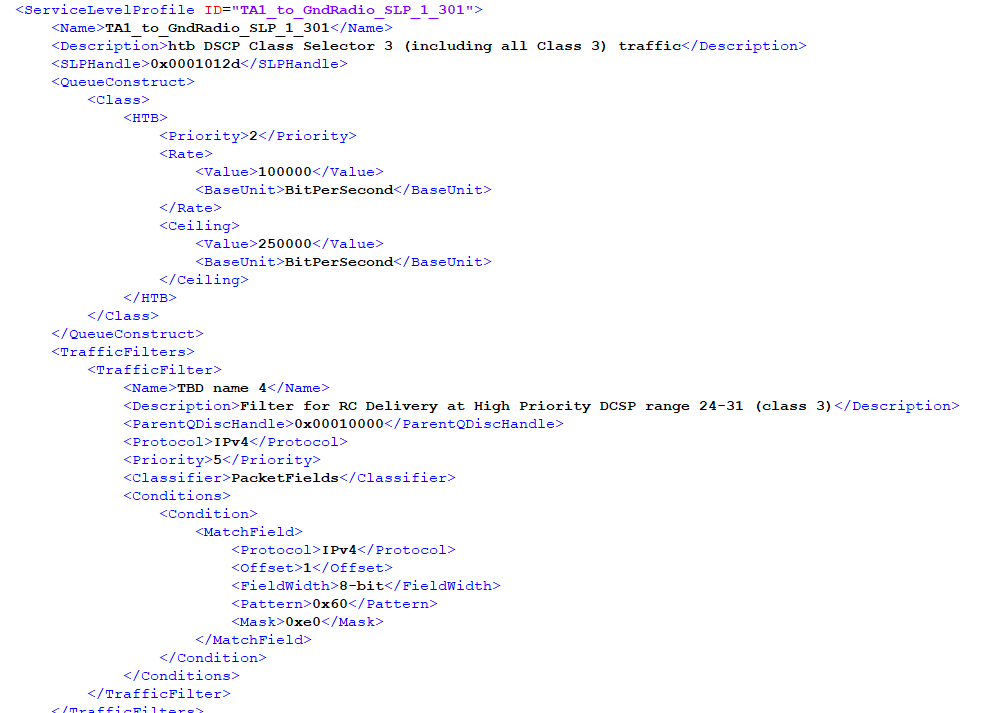 <ServiceLevelProfile ID="TA1_to_GndRadio_SLP_1_301">
<Name>TA1_to_GndRadio_SLP_1_301</Name>
<Description>htb DSCP Class Selector 3 (including all Class 3) traffic</Description>
<SLPHandle>0x0001012d</SLPHandle>
<QueueConstruct>
<Class>
<HTB>
<Priority>2</Priority>
<Rate>
<Value>100000</Value>
<BaseUnit>BitPerSecond</BaseUnit>
</Rate>
<Ceiling>
<Value>250000</Value>
<BaseUnit>BitPerSecond</BaseUnit>
</Ceiling>
</HTB>
</Class>
</QueueConstruct>
<TrafficFilters>
<TrafficFilter>
<Name>TBD name 4</Name>
<Description>Filter for RC Delivery at High Priority DCSP range 24-31 (class 3)</Description>
<ParentQDiscHandle>0x00010000</ParentQDiscHandle>
<Protocol>IPv4</Protocol>
<Priority>5</Priority>
<Classifier>PacketFields</Classifier>
<Conditions>
<Condition>
<MatchField>
<Protocol>IPv4</Protocol>
<Offset>1</Offset>
<FieldWidth>8-bit</FieldWidth>
<Pattern>0x60</Pattern>
<Mask>0xe0</Mask>
</MatchField>
</Condition>
</Conditions>
</TrafficFilter>
</TrafficFilters>